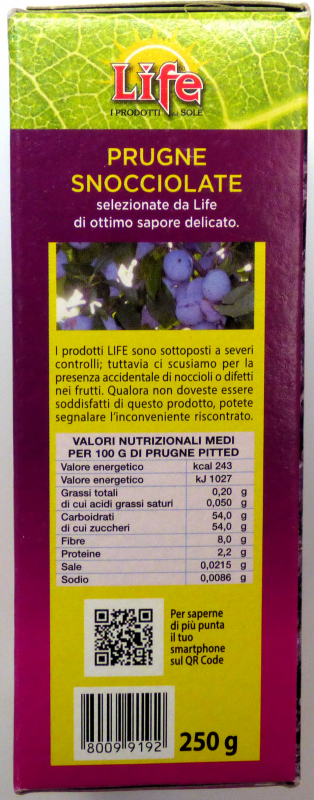 Life
I PRODOTTI DEL SOLE
PRUGNE
SNOCCIOLATE
selezionate da Life
di ottimo sapore delicato.
I prodotti LIFE sono sottoposti a severi
controlli; tuttavia ci scusiamo per la
presenza accidentale di noccioli o difetti
nei frutti. Qualora non doveste essere
soddisfatti di questo prodotto, potete
segnalare l'inconveniente riscontrato.
VALORI NUTRIZIONALI MEDI
PER 100 G DI PRUGNE PITTED
Valore energetico kcal 243
Valore energetico kJ 1027
Grassi totali 0,20 g
di cui acidi grassi saturi 0,050 g
Carboidrati 54,0 g
di cui zuccheri 54,0 g
Fibre 8,0 g
Proteine 2,2 g
Sale 0,0215 g
Sodio 0,0086 g
Per saperne
di più punta
il tuo
smartphone
sul QR Code
8009 9192
250 g